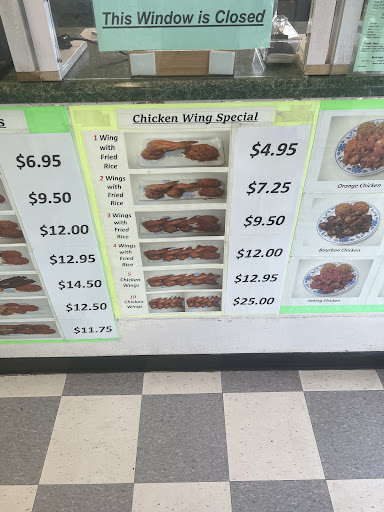 This Window is Closed
s
$6.95
$9.50
$12.00
$12.95
$14.50
$12.50
$11.75
Chicken Wing Special
1 Wing
with
Fried
Rice
$4.95
2 Wings
with
Fried
Rice
$7.25
3 Wings
with
Fried
Rice
$9.50
4 Wings
with
Fried
Rice
$12.00
5
Chicken
Wings
$12.95
10
Chicken
Wings
$25.00
Orange Chicken
Bourbon Chicken
Peking Chicken